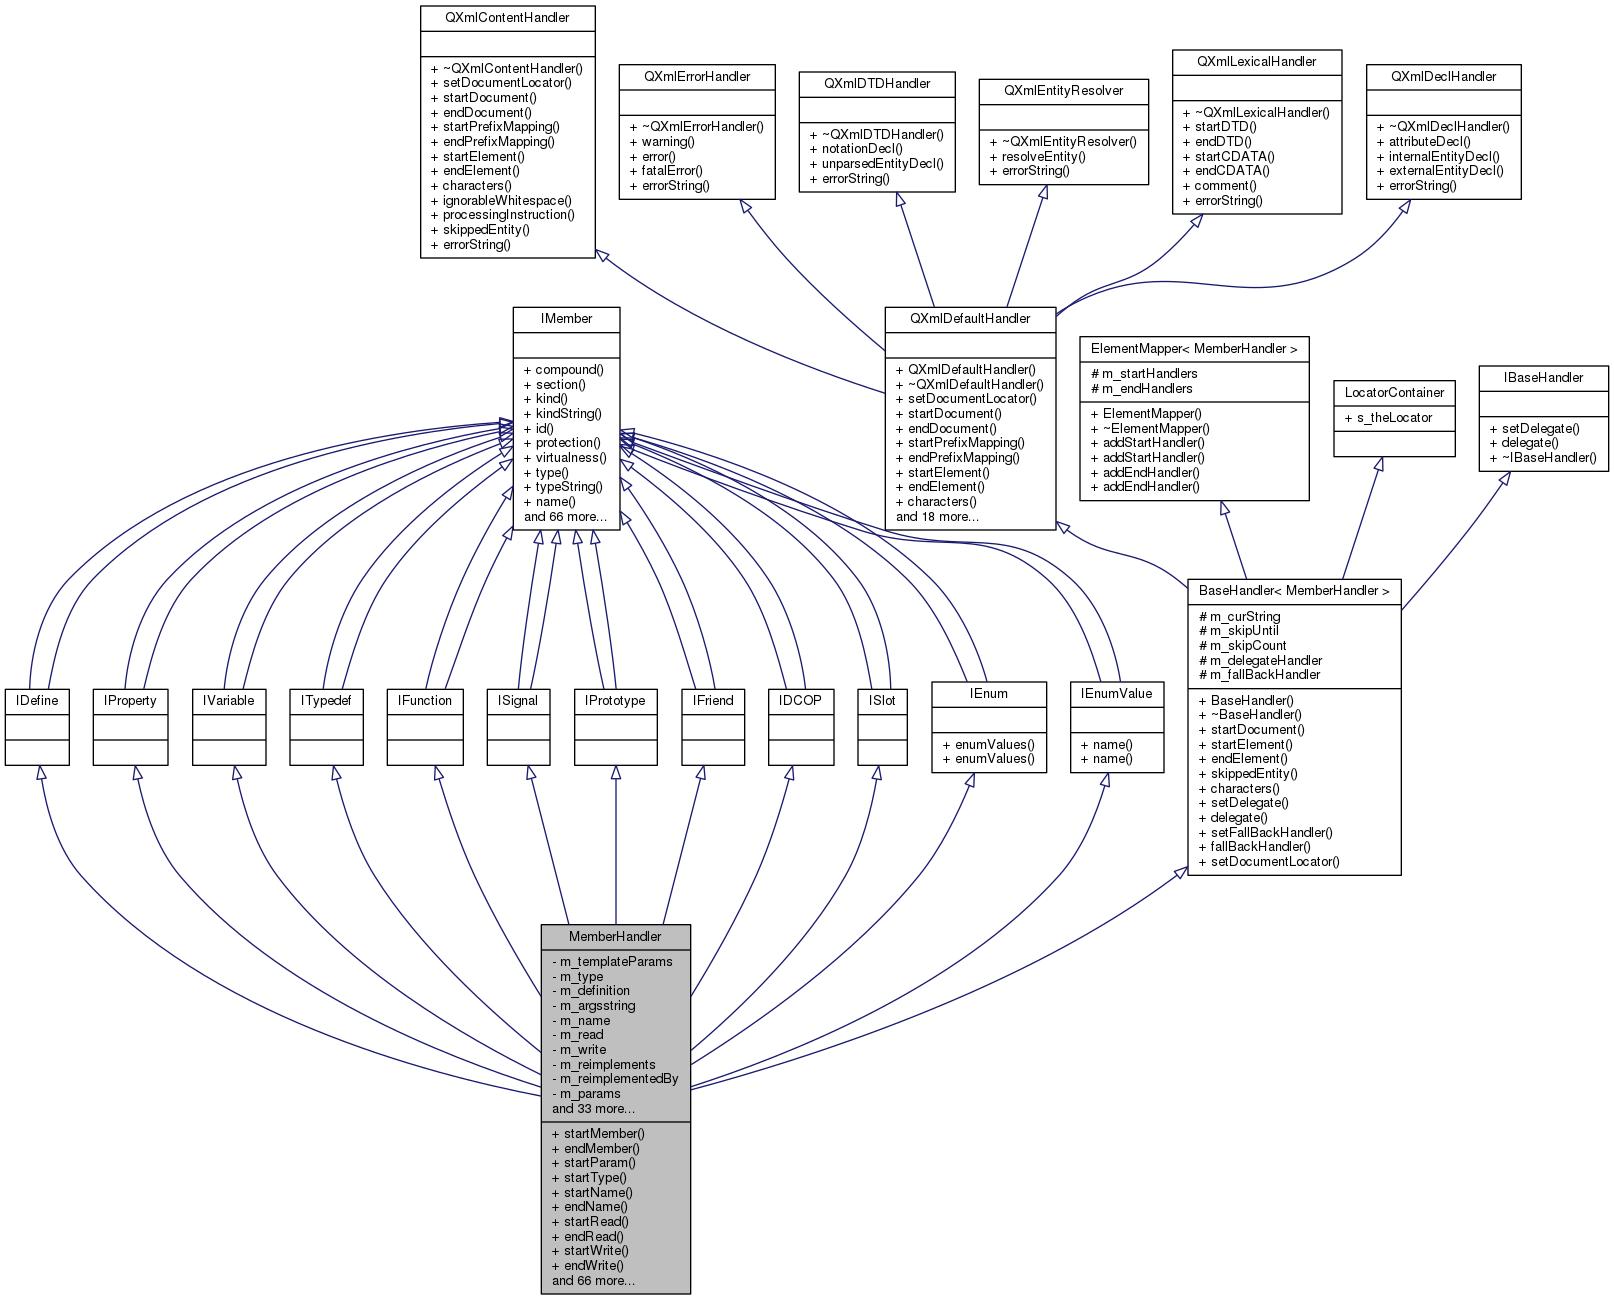 QXmlContentHandler
+ ~QXmlContentHandler()
+ setDocumentLocator()
+ startDocument()
+ endDocument()
+ startPrefixMapping()
+ endPrefixMapping()
+ startElement()
+ endElement()
+ characters()
+ ignorableWhitespace()
+ processingInstruction()
+ skippedEntity()
+ errorString()
QXmlErrorHandler
+ ~QXmlErrorHandler()
+ warning()
+ error()
+ fatalError()
+ errorString()
QXmlDTDHandler
+ ~QXmlDTDHandler()
+ notationDecl()
+ unparsedEntityDecl()
+ errorString()
QXmlEntityResolver
+ ~QXmlEntityResolver()
+ resolveEntity()
+ errorString()
QXmlLexicalHandler
+ ~QXmlLexicalHandler()
+ startDTD()
+ endDTD()
+ startCDATA()
+ endCDATA()
+ comment()
+ errorString()
QXmlDeclHandler
+ ~QXmlDeclHandler()
+ attributeDecl()
+ internalEntityDecl()
+ externalEntityDecl()
+ errorString()
IMember
+ compound()
+ section()
+ kind()
+ kindString()
+ id()
+ protection()
+ virtualness()
+ type()
+ typeString()
+ name()
and 66 more...
QXmlDefaultHandler
+ QXmlDefaultHandler()
+ ~QXmlDefaultHandler()
+ setDocumentLocator()
+ startDocument()
+ endDocument()
+ startPrefixMapping()
+ endPrefixMapping()
+ startElement()
+ endElement()
+ characters()
and 18 more...
ElementMapper< MemberHandler >
# m_startHandlers
# m_endHandlers
+ ElementMapper()
+ ~ElementMapper()
+ addStartHandler()
+ addStartHandler()
+ addEndHandler()
+ addEndHandler()
LocatorContainer
+ s_theLocator
IBaseHandler
+ setDelegate()
+ delegate()
+ ~IBaseHandler()
BaseHandler< MemberHandler >
# m_curString
# m_skipUntil
# m_skipCount
# m_delegateHandler
# m_fallBackHandler
+ BaseHandler()
+ ~BaseHandler()
+ startDocument()
+ startElement()
+ endElement()
+ skippedEntity()
+ characters()
+ setDelegate()
+ delegate()
+ setFallBackHandler()
+ fallBackHandler()
+ setDocumentLocator()
IDefine
IProperty
IVariable
ITypedef
IFunction
ISignal
IPrototype
IFriend
IDCOP
ISlot
IEnum
+ enumValues()
+ enumValues()
IEnumValue
+ name()
+ name()
MemberHandler
- m_templateParams
- m_type
- m_definition
- m_argsstring
- m_name
- m_read
- m_write
- m_reimplements
- m_reimplementedBy
- m_params
and 33 more...
+ startMember()
+ endMember()
+ startParam()
+ startType()
+ startName()
+ endName()
+ startRead()
+ endRead()
+ startWrite()
+ endWrite()
and 66 more...